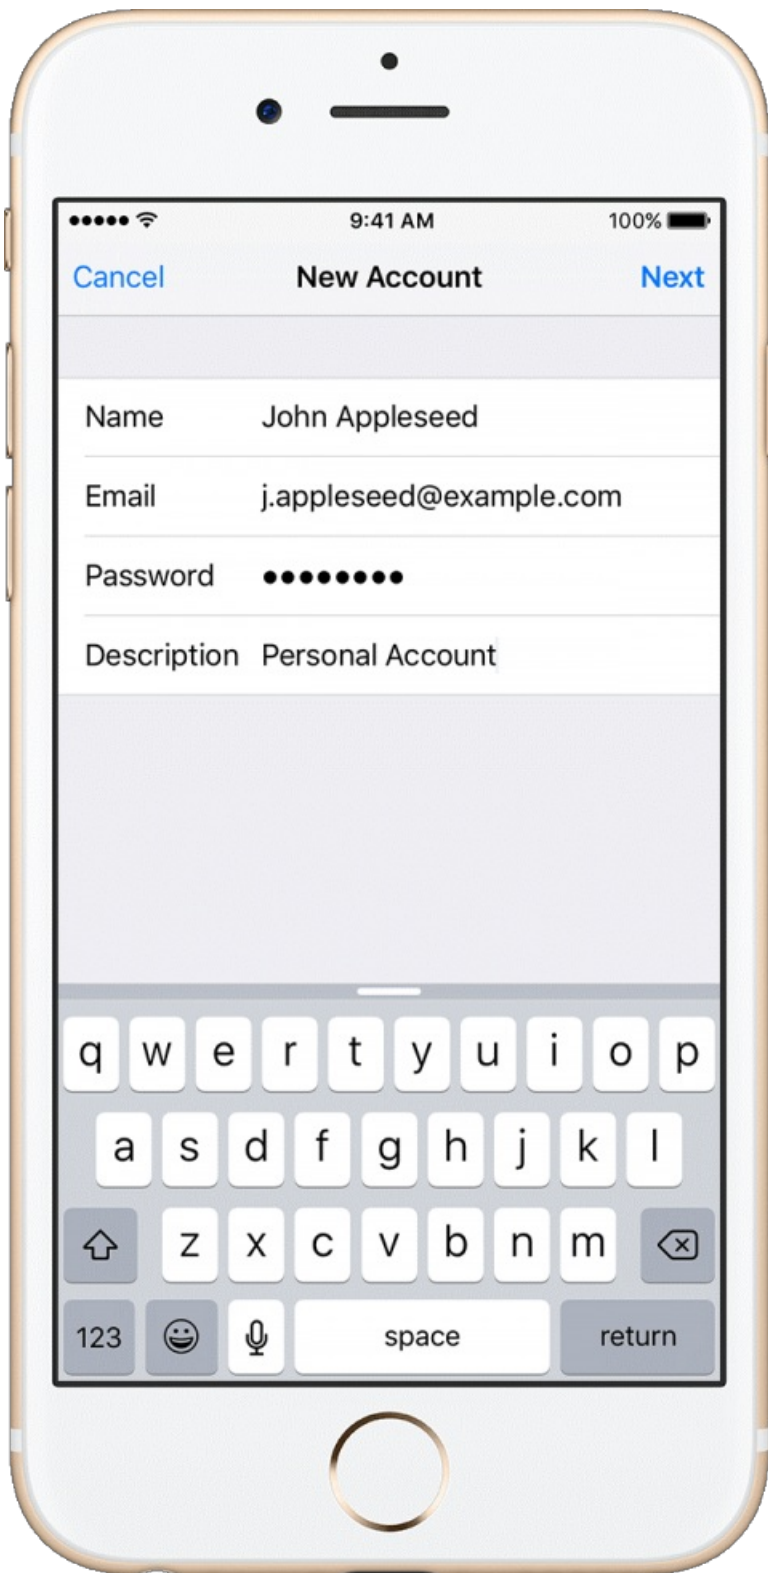 9:41 AM 100%
Cancel New Account Next
Name John Appleseed
Email j.appleseed@example.com
Password ●●●●●●●●
Description Personal Account
q w e r t y u i o p
a s d f g h j k l
z x c v b n m
123 space return